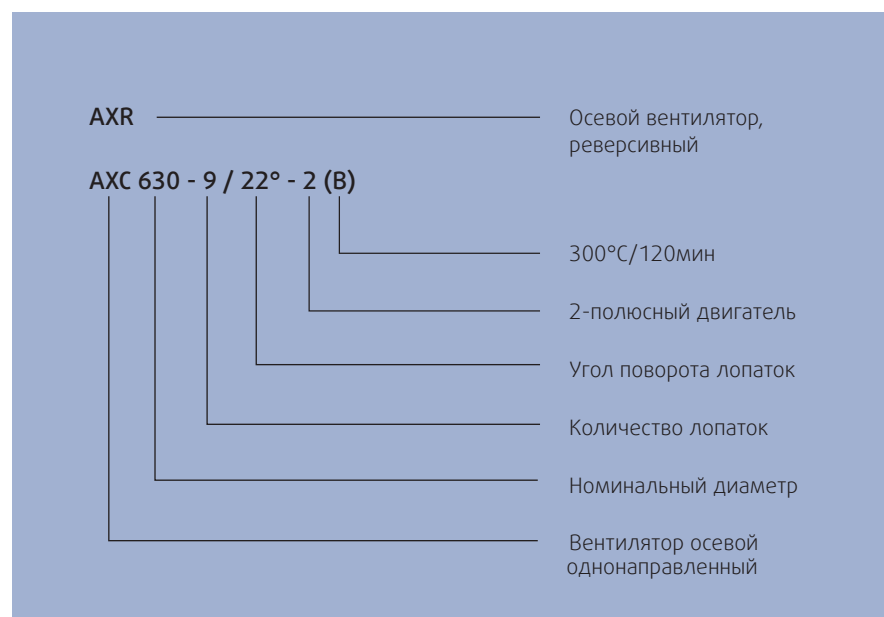 AXR
Осевой вентилятор,
реверсивный
AXC 630 - 9 / 22° - 2 (B)
300°C/120мин
2-полюсный двигатель
Угол поворота лопаток
Количество лопаток
Номинальный диаметр
Вентилятор осевой
однонаправленный